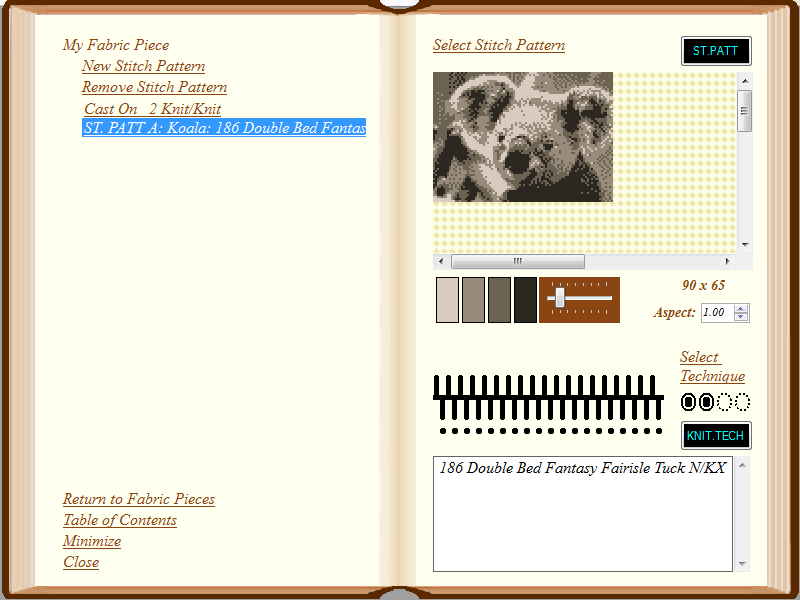 My Fabric Piece
New Stitch Pattern
Remove Stitch Pattern
Cast On   2 Knit/Knit
ST. PATT A: Koala: 186 Double Bed Fantas
Return to Fabric Pieces
Table of Contents
Minimize
Close
Select Stitch Pattern
ST.PATT
90 x 65
Aspect: 1.00
Select
Technique
KNIT.TECH
186 Double Bed Fantasy Fairisle Tuck N/KX